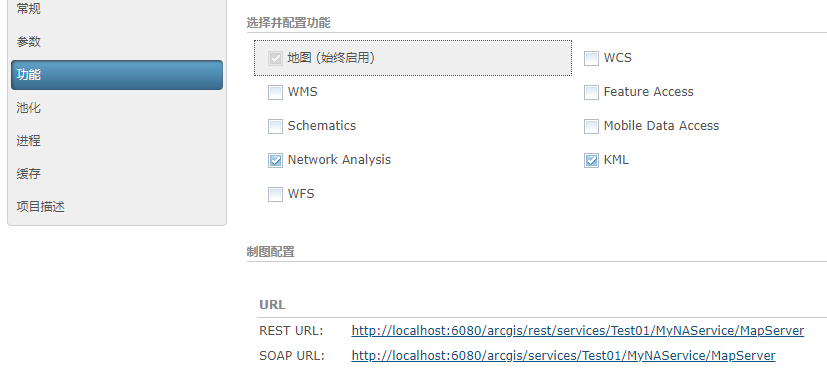 常规
参数
功能
池化
进程
缓存
项目描述
选择并配置功能
地图 (始终启用)
WCS
WMS
Feature Access
Schematics
Mobile Data Access
Network Analysis
KML
WFS
制图配置
URL
REST URL: http://localhost:6080/arcgis/rest/services/Test01/MyNAService/MapServer
SOAP URL: http://localhost:6080/arcgis/services/Test01/MyNAService/MapServer